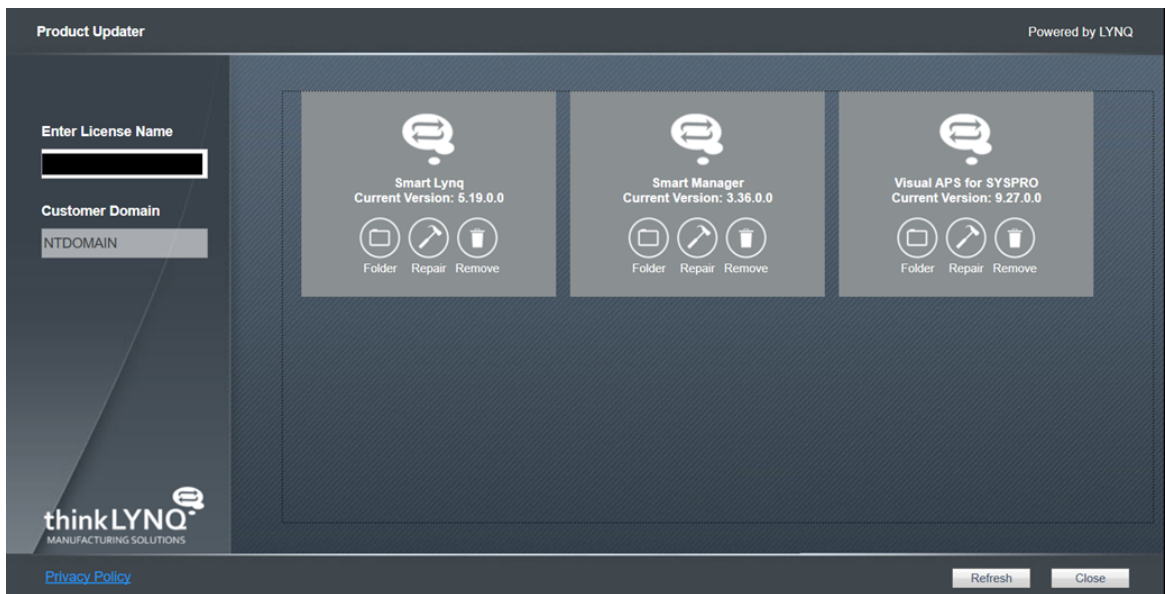 Product Updater
Powered by LYNQ
Enter License Name
Customer Domain
NTDOMAIN
Smart Lynq
Current Version: 5.19.0.0
Folder Repair Remove
Smart Manager
Current Version: 3.36.0.0
Folder Repair Remove
Visual APS for SYSPRO
Current Version: 9.27.0.0
Folder Repair Remove
thinkLYNQ
MANUFACTURING SOLUTIONS
Privacy Policy
Refresh
Close